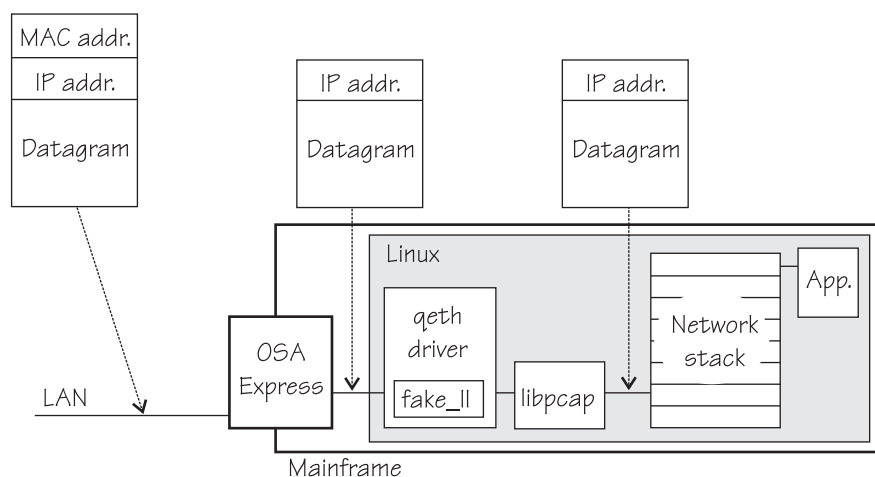 MAC addr.
IP addr.
Datagram
IP addr.
Datagram
IP addr.
Datagram
Linux
App.
qeth
driver
fake_ll
libpcap
Network
stack
OSA
Express
LAN
Mainframe